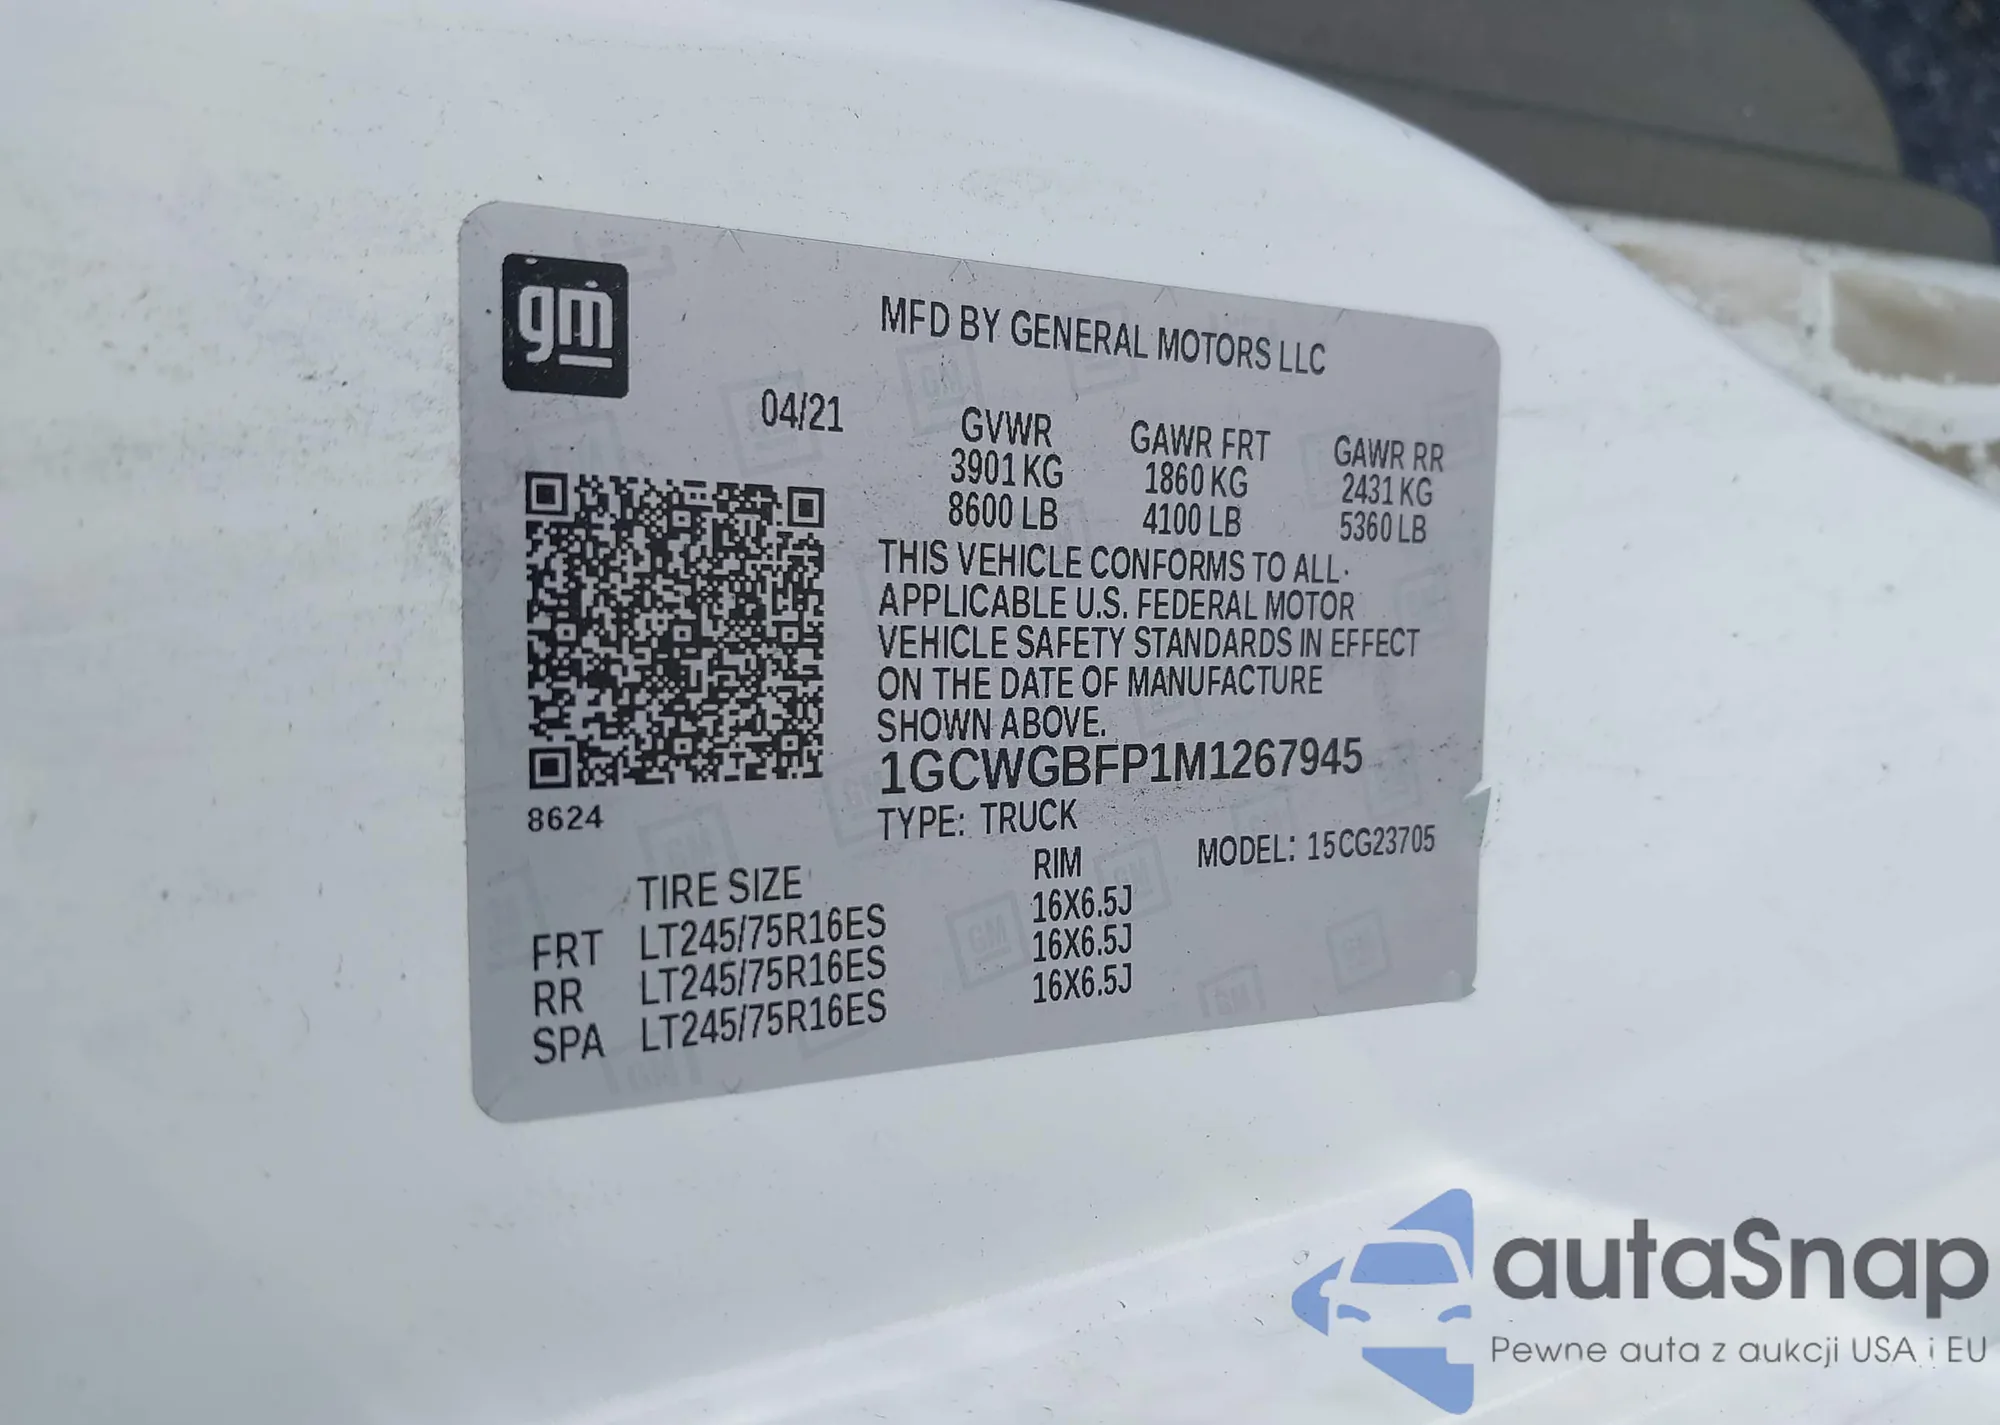 gm
MFD BY GENERAL MOTORS LLC
04/21
GVWR GAWR FRT GAWR RR
3901 KG 1860 KG 2431 KG
8600 LB 4100 LB 5360 LB
THIS VEHICLE CONFORMS TO ALL
APPLICABLE U.S. FEDERAL MOTOR
VEHICLE SAFETY STANDARDS IN EFFECT
ON THE DATE OF MANUFACTURE
SHOWN ABOVE.
1GCWGBFP1M1267945
8624
TYPE: TRUCK
MODEL: 15CG23705
TIRE SIZE RIM
FRT LT245/75R16ES 16X6.5J
RR LT245/75R16ES 16X6.5J
SPA LT245/75R16ES 16X6.5J
autaSnap
Pewne auta z aukcji USA i EU